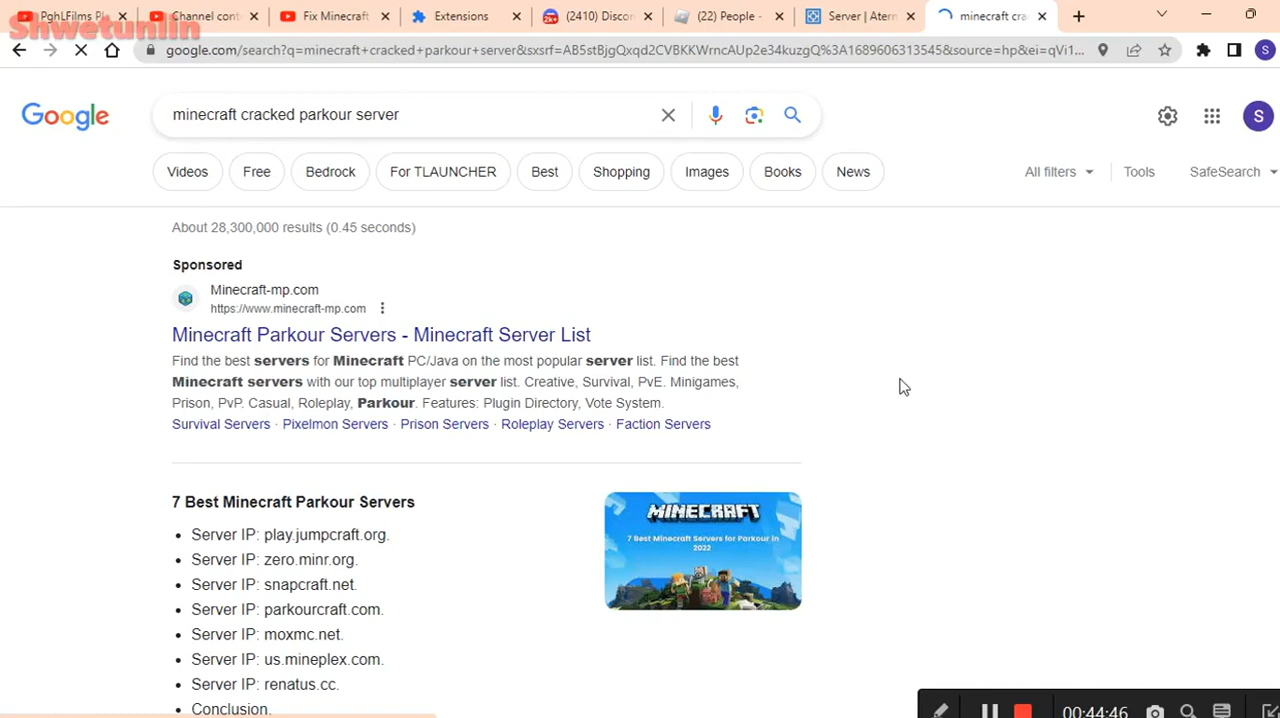 PghLFilms Pl
Channel cont
Fix Minecraft
Extensions
(2410) Discor
(22) People -
Server | Atern
minecraft cra
Shwetunlin
google.com/search?q=minecraft+cracked+parkour+server&sxsrf=AB5stBjgQxqd2CVBKKWrncAUp2e34kuzgQ%3A1689606313545&source=hp&ei=qVi1...
S
Google
minecraft cracked parkour server
S
Videos
Free
Bedrock
For TLAUNCHER
Best
Shopping
Images
Books
News
All filters
Tools
SafeSearch
About 28,300,000 results (0.45 seconds)
Sponsored
Minecraft-mp.com
https://www.minecraft-mp.com
Minecraft Parkour Servers - Minecraft Server List
Find the best servers for Minecraft PC/Java on the most popular server list. Find the best
Minecraft servers with our top multiplayer server list. Creative, Survival, PvE. Minigames,
Prison, PvP. Casual, Roleplay, Parkour. Features: Plugin Directory, Vote System.
Survival Servers · Pixelmon Servers · Prison Servers · Roleplay Servers · Faction Servers
7 Best Minecraft Parkour Servers
MINECRAFT
7 Best Minecraft Servers for Parkour in
2022
• Server IP: play.jumpcraft.org.
• Server IP: zero.minr.org.
• Server IP: snapcraft.net.
• Server IP: parkourcraft.com.
• Server IP: moxmc.net.
• Server IP: us.mineplex.com.
• Server IP: renatus.cc.
• Conclusion.
00:44:46